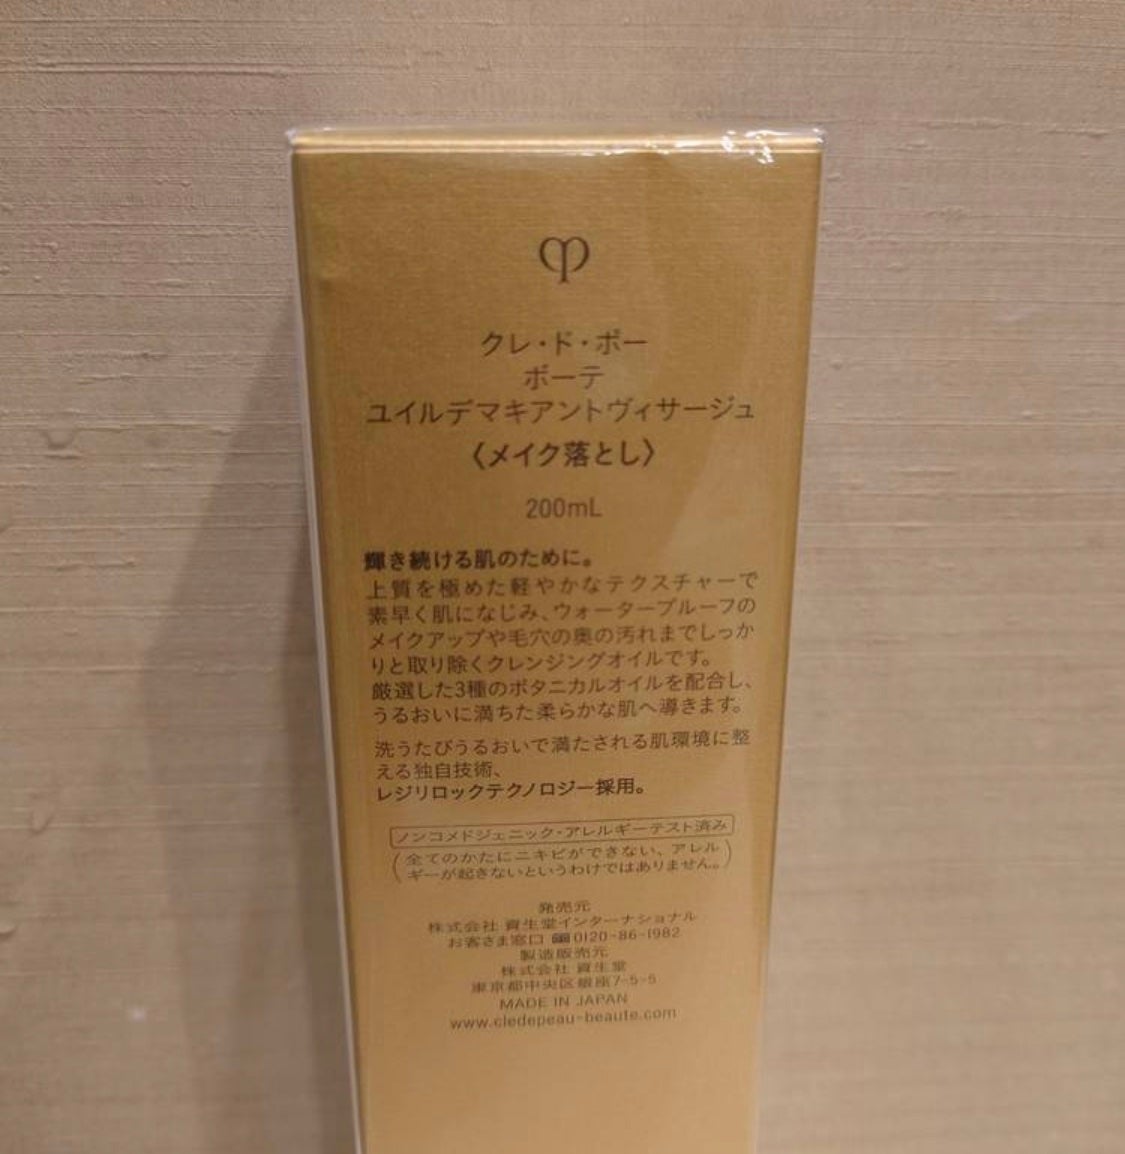 クレ・ド・ポー
ボーテ
ユイルデマキアントヴィサージュ
〈メイク落とし〉
200mL
輝き続ける肌のために。
上質を極めた軽やかなテクスチャーで
素早く肌になじみ、ウォータープルーフの
メイクアップや毛穴の奥の汚れまでしっか
りと取り除くクレンジングオイルです。
厳選した3種のボタニカルオイルを配合し、
うるおいに満ちた柔らかな肌へ導きます。
洗うたびうるおいで満たされる肌環境に整
える独自技術、
レジリロックテクノロジー採用。
ノンコメドジェニック・アレルギーテスト済み
(全てのかたにニキビができない、アレル
ギーが起きないというわけではありません。)
発売元
株式会社 資生堂インターナショナル
お客さま窓口 0120-86-1982
製造販売元
株式会社 資生堂
東京都中央区銀座7-5-5
MADE IN JAPAN
www.cledepeau-beaute.com